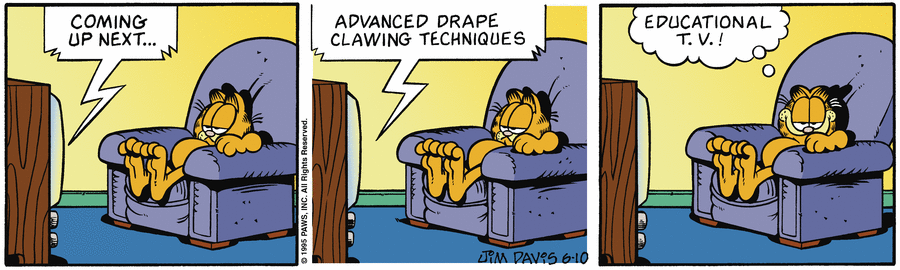 COMING
UP NEXT...
© 1995 PAWS, INC. All Rights Reserved.
ADVANCED DRAPE
CLAWING TECHNIQUES
JIM DAVIS 6-10
EDUCATIONAL
T.V.!